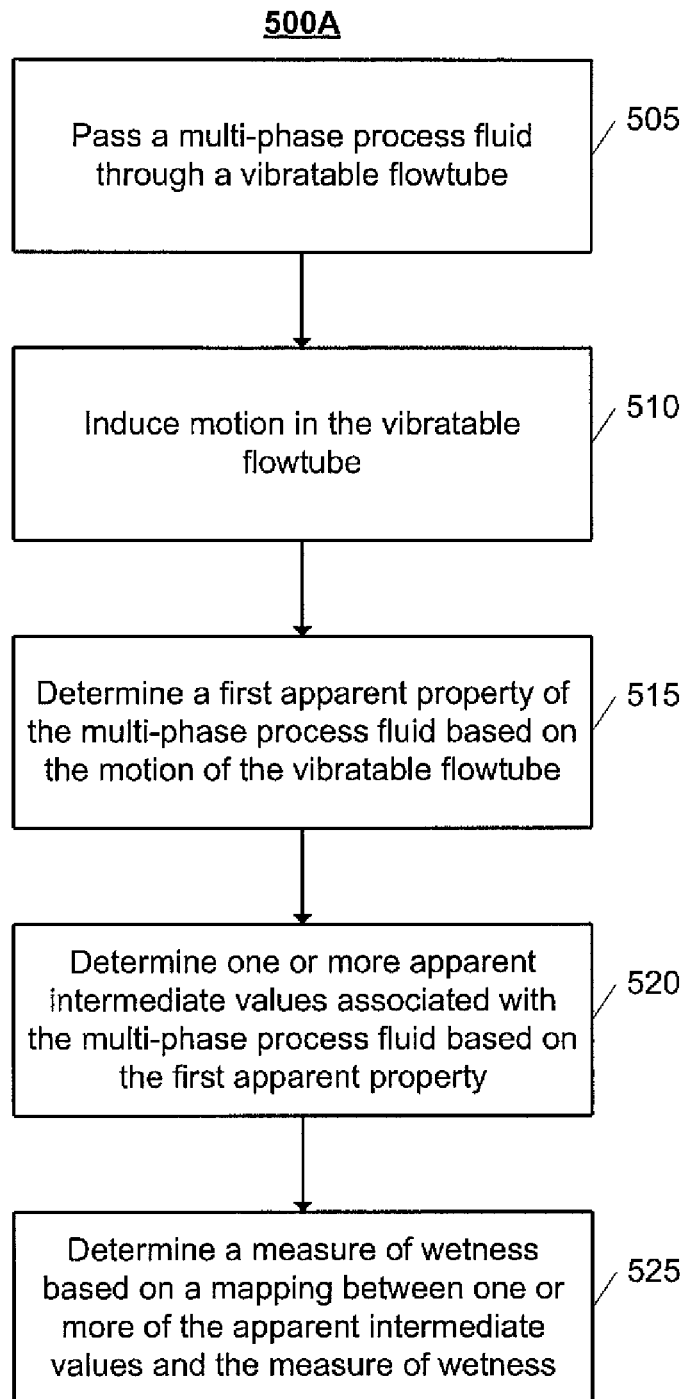 500A
Pass a multi-phase process fluid
through a vibratable flowtube
505
Induce motion in the vibratable
flowtube
510
Determine a first apparent property of
the multi-phase process fluid based on
the motion of the vibratable flowtube
515
Determine one or more apparent
intermediate values associated with
the multi-phase process fluid based on
the first apparent property
520
Determine a measure of wetness
based on a mapping between one or
more of the apparent intermediate
values and the measure of wetness
525